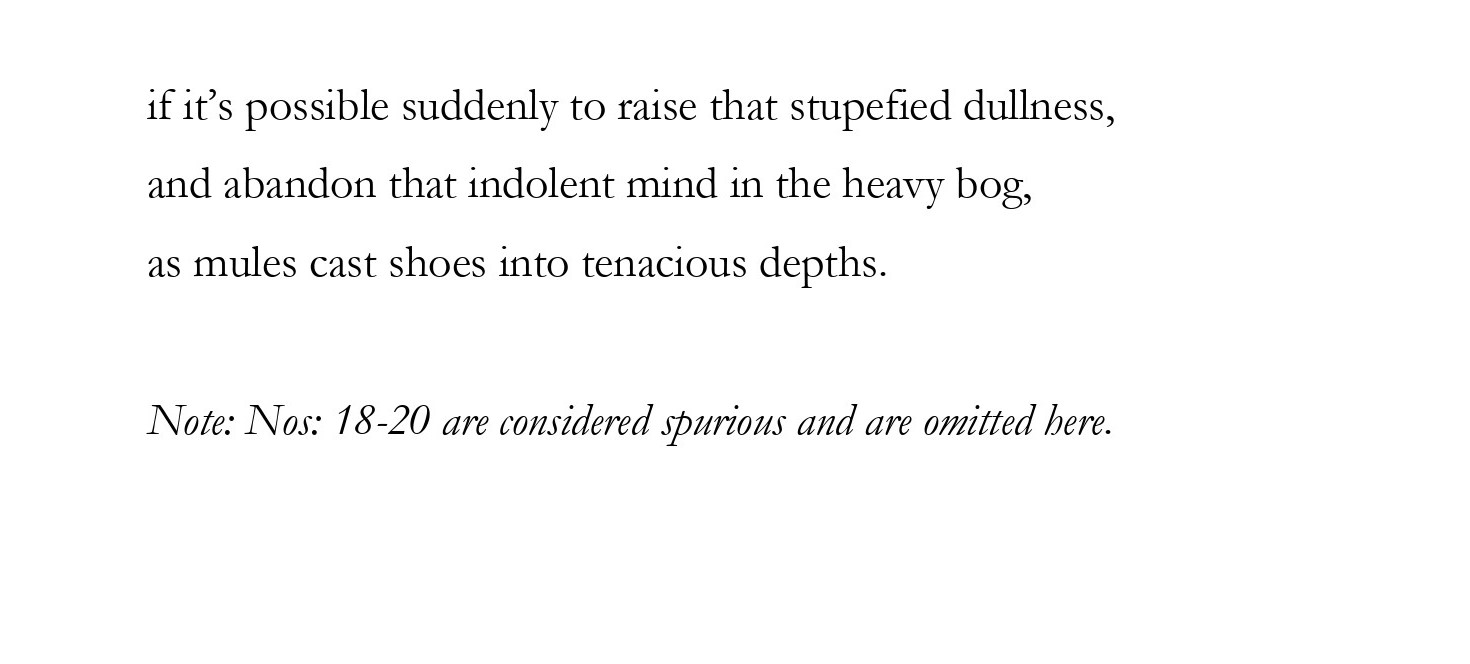 if it’s possible suddenly to raise that stupefied dullness,
and abandon that indolent mind in the heavy bog,
as mules cast shoes into tenacious depths.
Note: Nos: 18-20 are considered spurious and are omitted here.